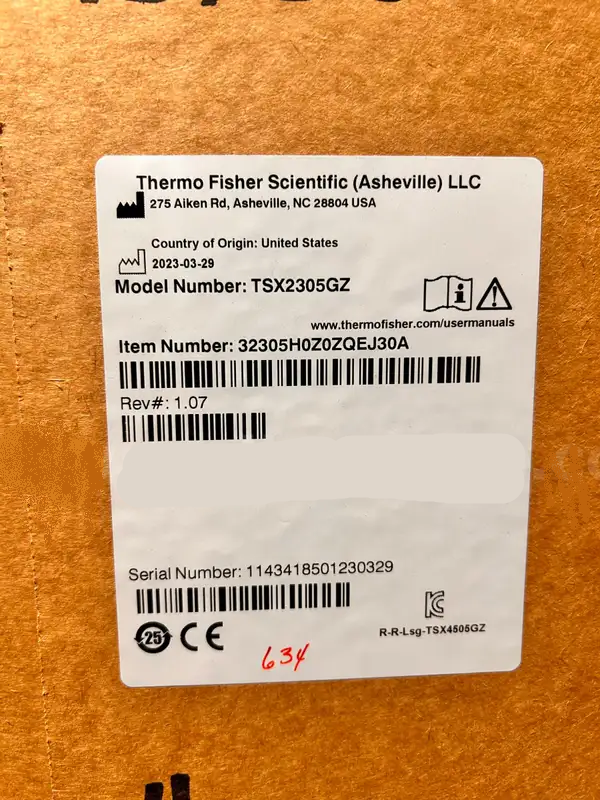 Thermo Fisher Scientific (Asheville) LLC
275 Aiken Rd, Asheville, NC 28804 USA
Country of Origin: United States
2023-03-29
Model Number: TSX2305GZ
www.thermofisher.com/usermanuals
Item Number: 32305H0Z0ZQEJ30A
Rev#: 1.07
Serial Number: 1143418501230329
25 CE
R-R-Lsg-TSX4505GZ
634